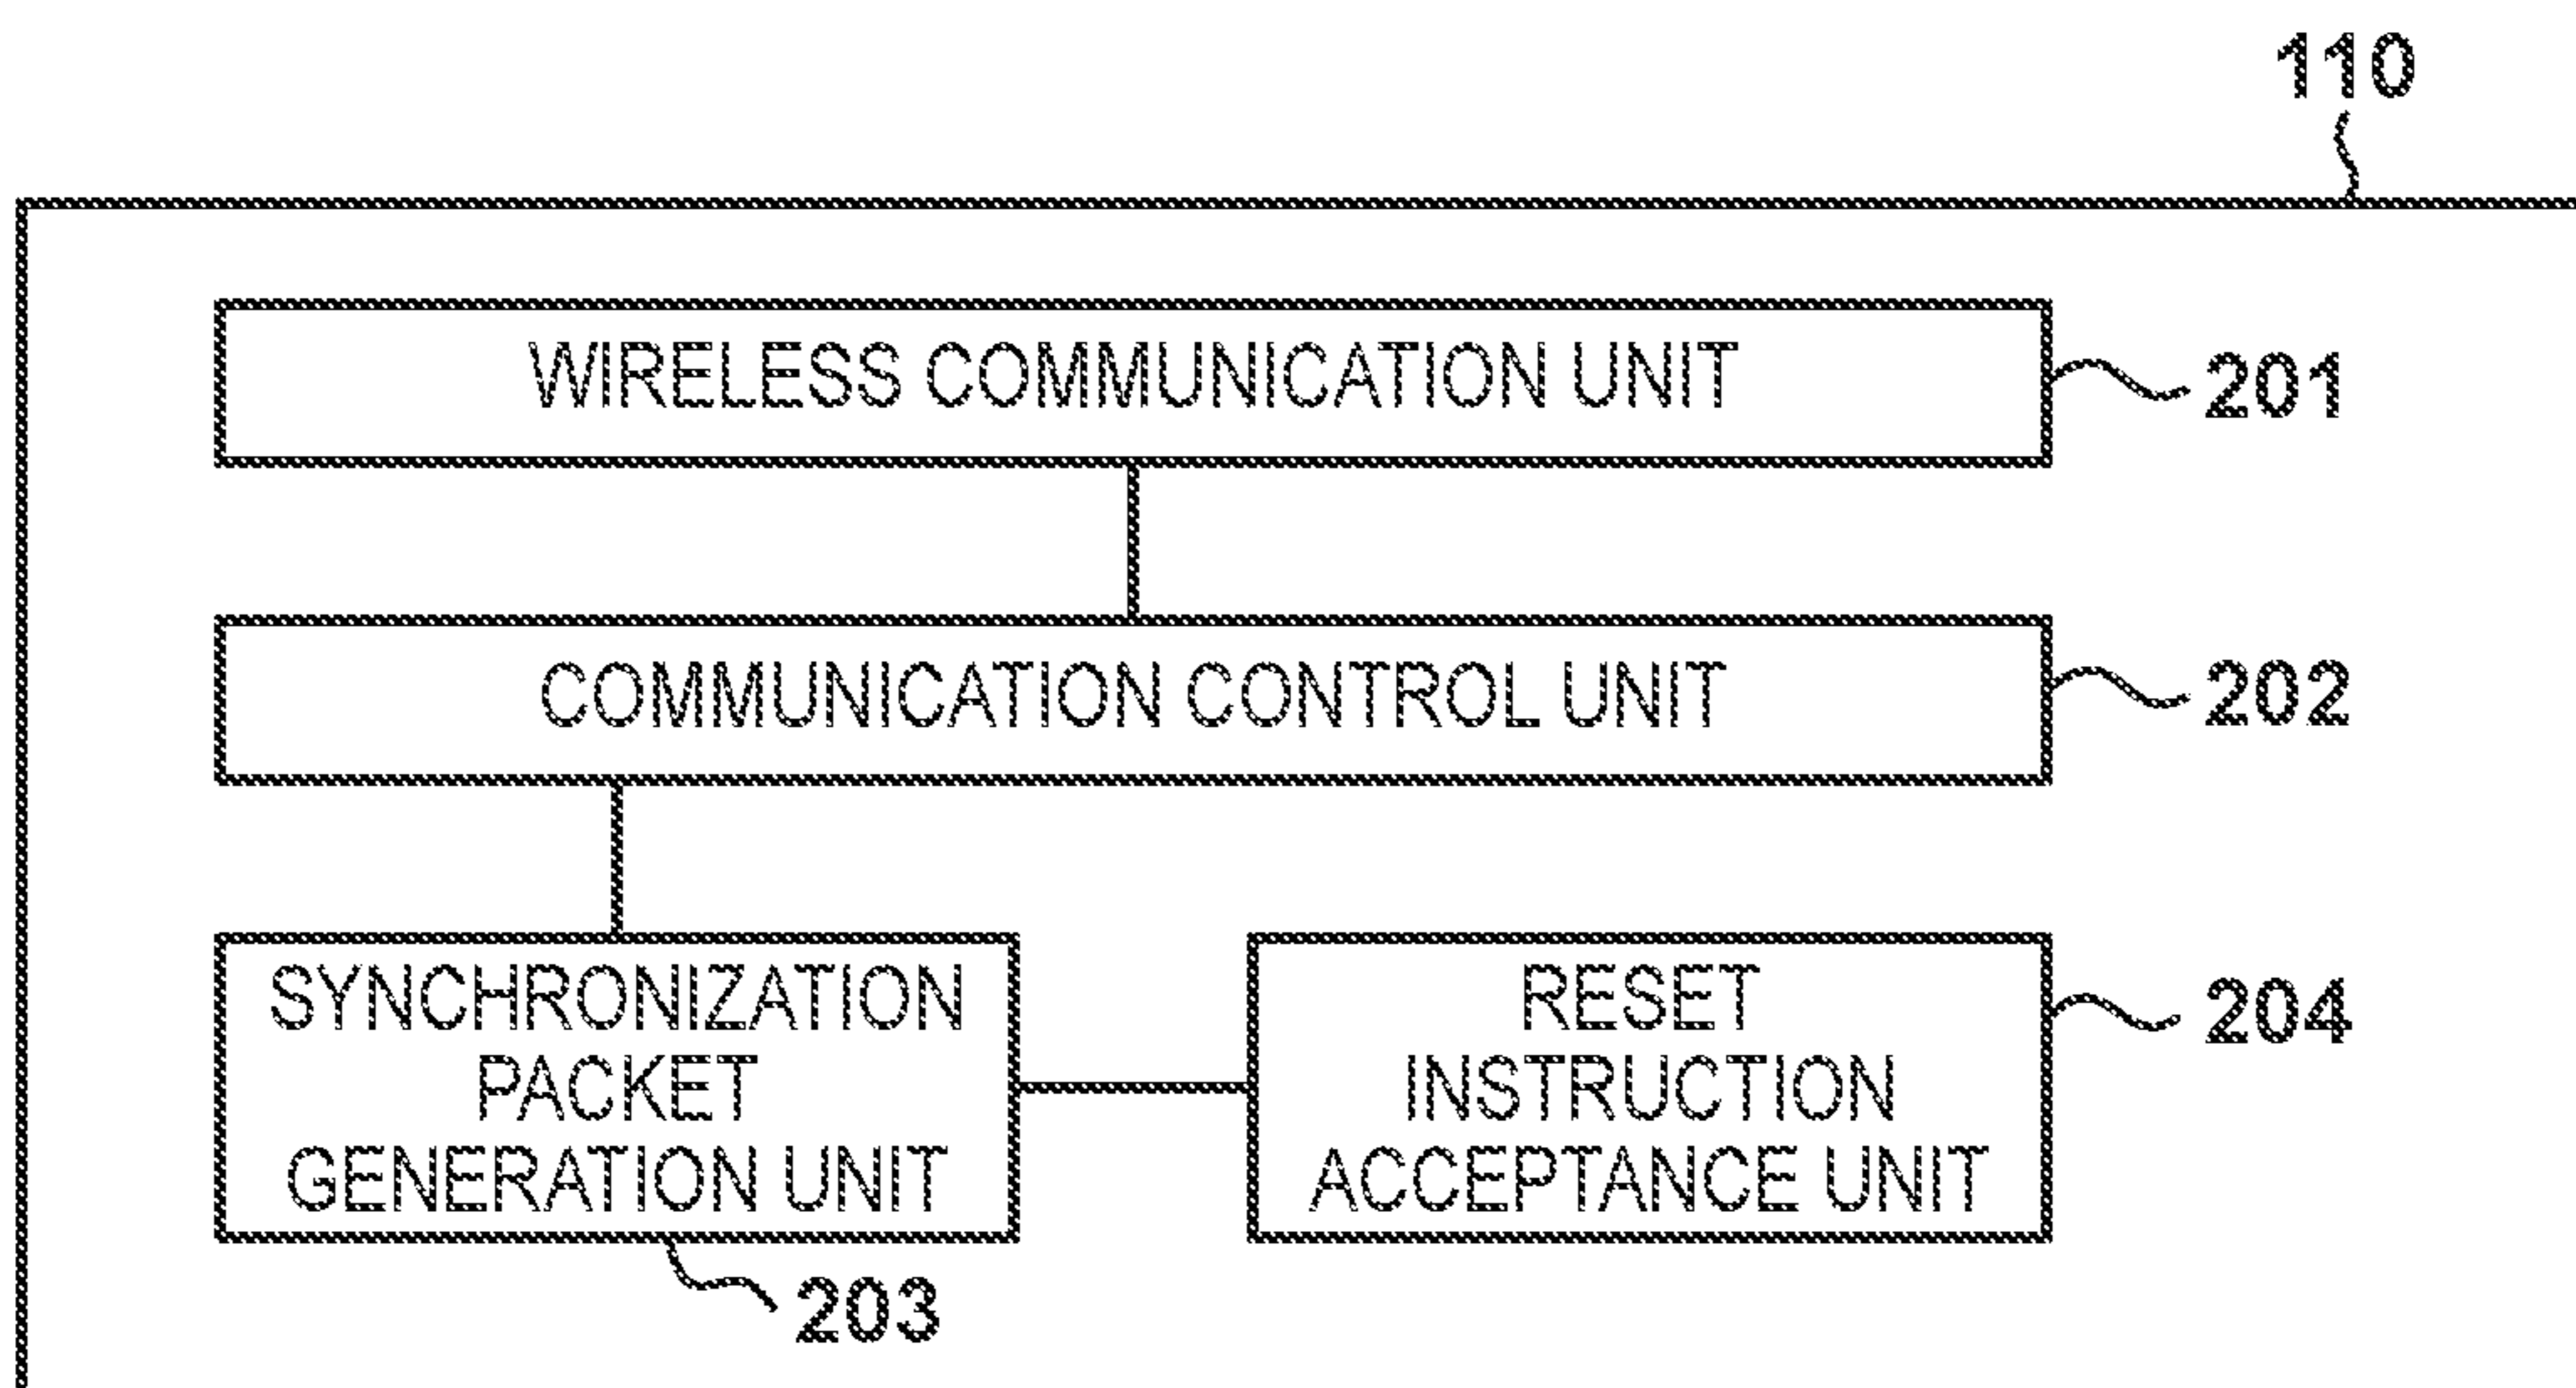 110
WIRELESS COMMUNICATION UNIT
201
COMMUNICATION CONTROL UNIT
202
SYNCHRONIZATION
PACKET
GENERATION UNIT
203
RESET
INSTRUCTION
ACCEPTANCE UNIT
204